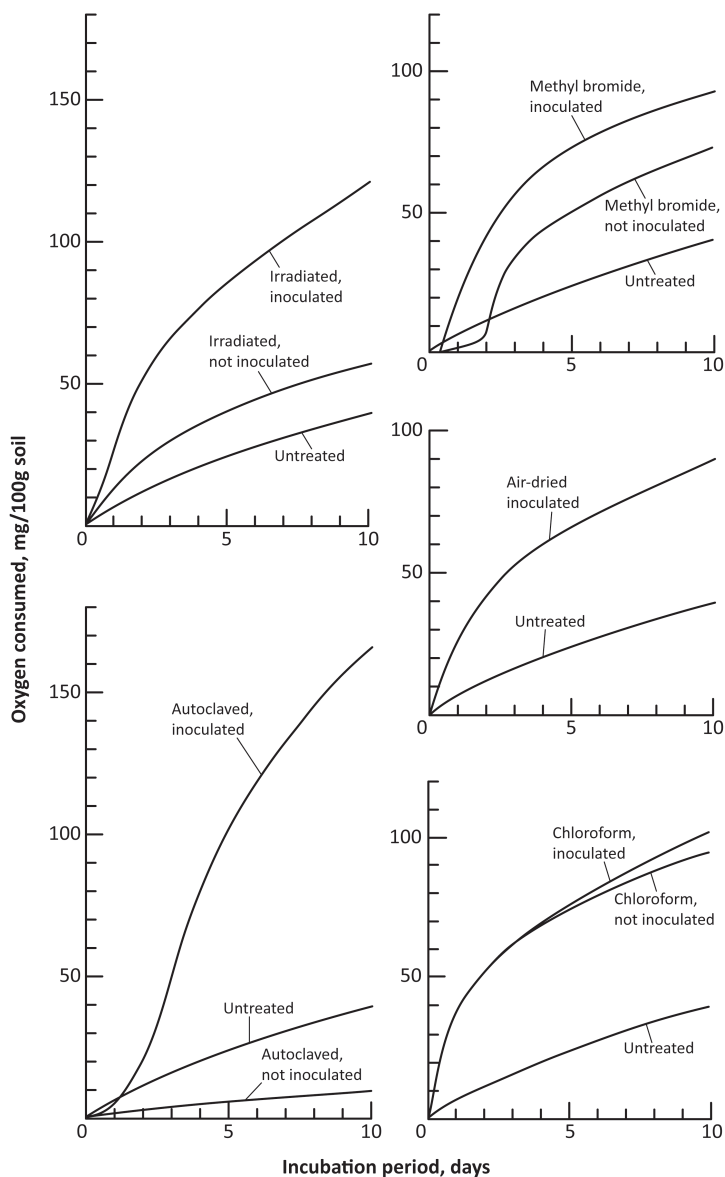 Oxygen consumed, mg/100g soil
150
100
50
0
5
10
Irradiated,
inoculated
Irradiated,
not inoculated
Untreated
100
50
0
5
10
Methyl bromide,
inoculated
Methyl bromide,
not inoculated
Untreated
100
50
0
5
10
Air-dried
inoculated
Untreated
150
100
50
0
5
10
Autoclaved,
inoculated
Untreated
Autoclaved,
not inoculated
100
50
0
5
10
Chloroform,
inoculated
Chloroform,
not inoculated
Untreated
Incubation period, days